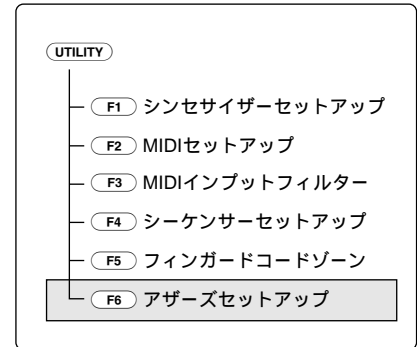 UTILITY
F1 シンセサイザーセットアップ
F2 MIDIセットアップ
F3 MIDIインプットフィルター
F4 シーケンサーセットアップ
F5 フィンガードコードゾーン
F6 アザーズセットアップ